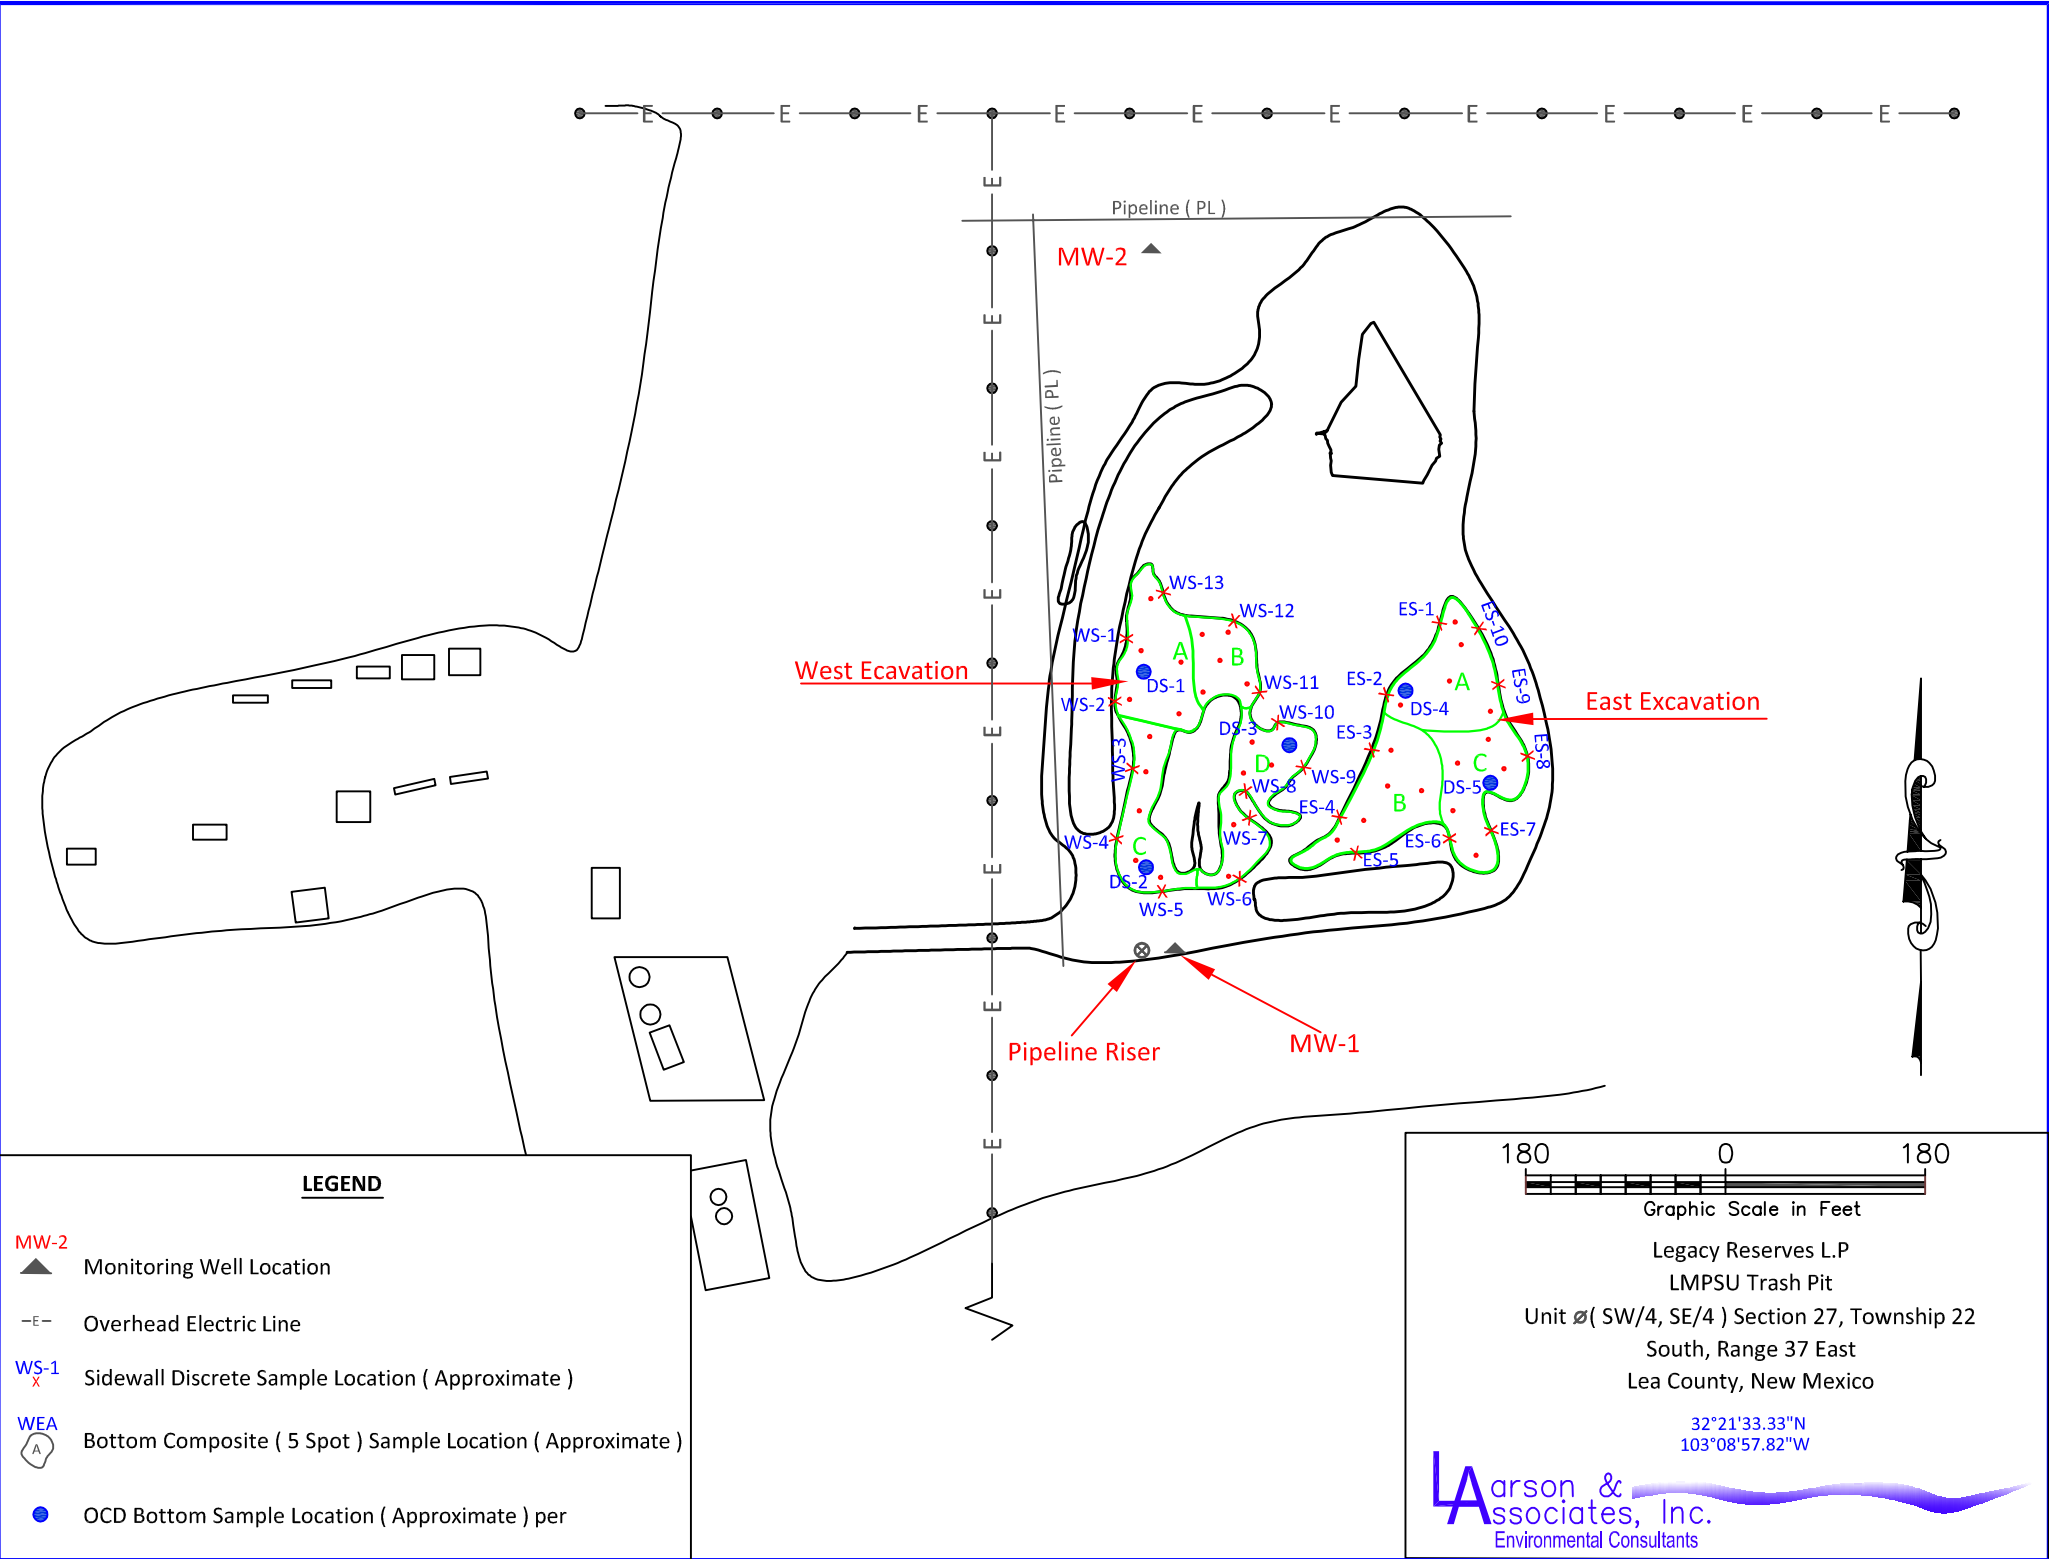 E E E E E E E E E E
E
Pipeline ( PL )
MW-2
E
Pipeline ( PL )
E
E
WS-13
WS-12
ES-1
ES-10
WS-1
A
B
West Ecavation
DS-1
WS-11
ES-2
A
ES-9
East Excavation
WS-2
DS-4
WS-10
DS-3
ES-3
E
WS-3
D
WS-9
C
ES-8
WS-8
DS-5
B
ES-4
WS-4
C
WS-7
ES-6
ES-7
ES-5
E
DS-2
WS-5
WS-6
E
Pipeline Riser
MW-1
E
LEGEND
MW-2
Monitoring Well Location
-E-
Overhead Electric Line
WS-1
X
Sidewall Discrete Sample Location ( Approximate )
WEA
A
Bottom Composite ( 5 Spot ) Sample Location ( Approximate )
OCD Bottom Sample Location ( Approximate ) per
180 0 180
Graphic Scale in Feet
Legacy Reserves L.P
LMPSU Trash Pit
Unit ø( SW/4, SE/4 ) Section 27, Township 22
South, Range 37 East
Lea County, New Mexico
32°21'33.33"N
103°08'57.82"W
Larson &
Associates, Inc.
Environmental Consultants